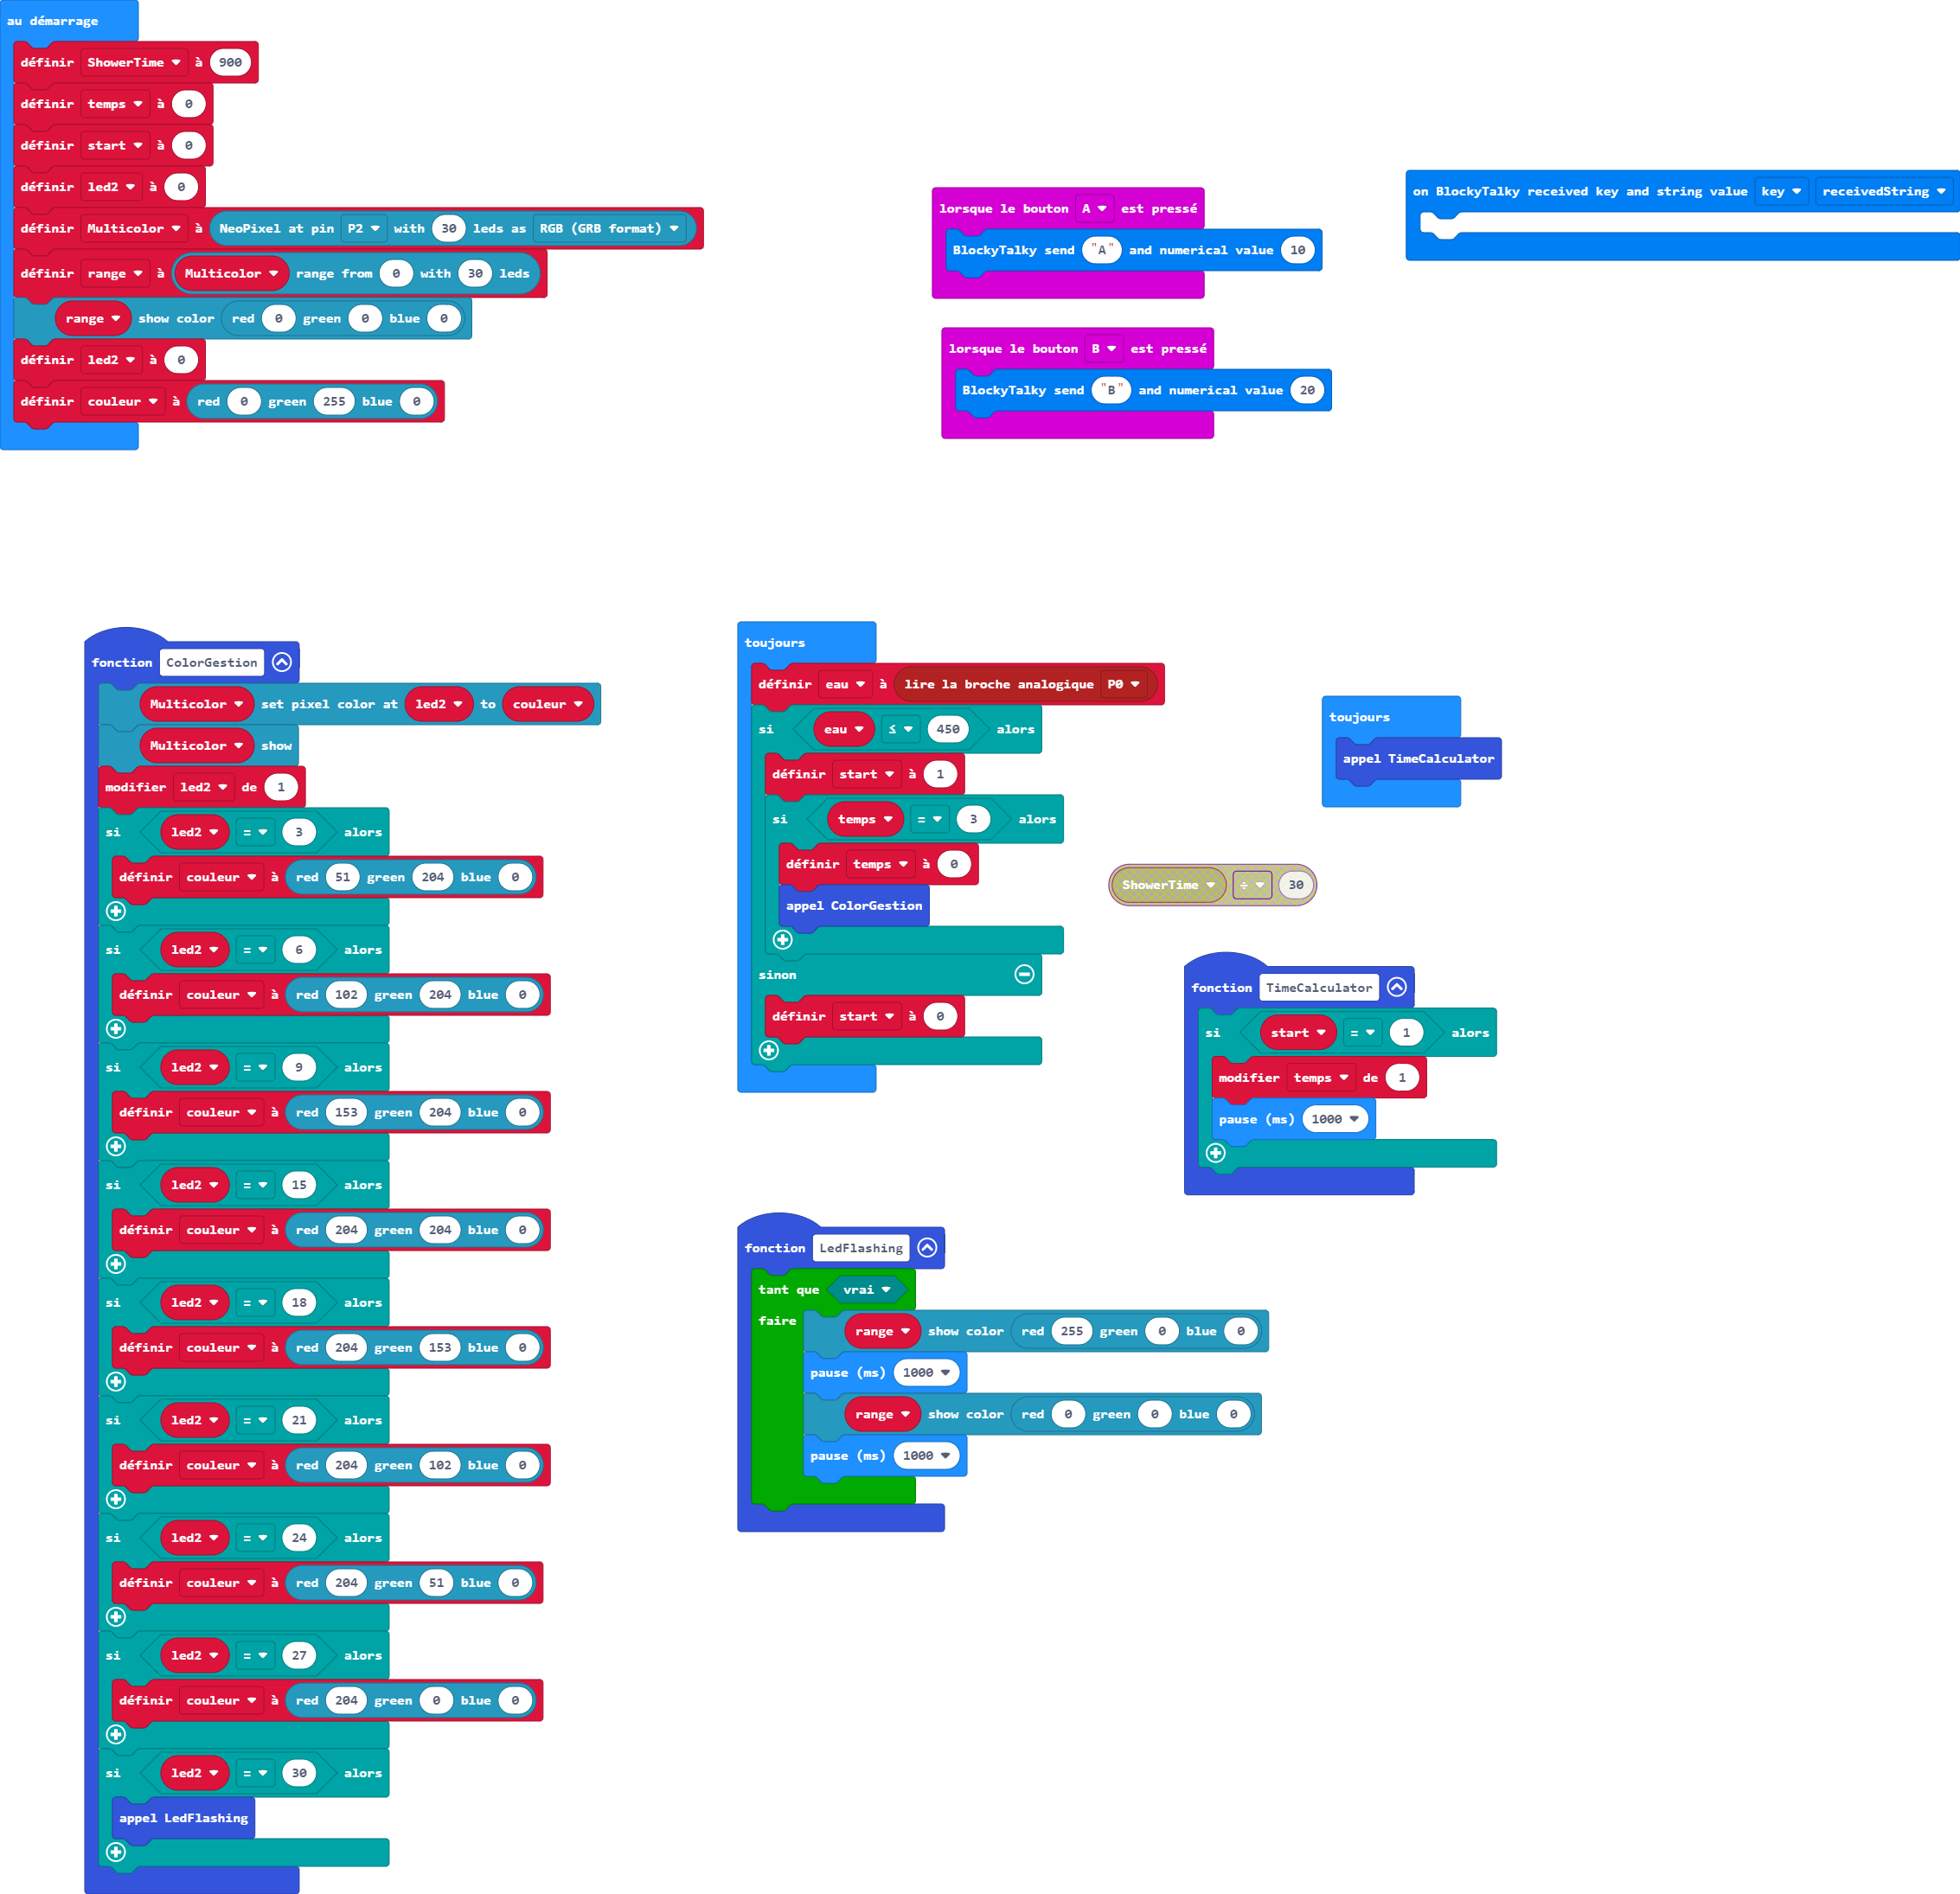 au démarrage
définir ShowerTime à 900
définir temps à 0
définir start à 0
définir led2 à 0
définir Multicolor à NeoPixel at pin P2 with 30 leds as RGB (GRB format)
définir range à Multicolor range from 0 with 30 leds
range show color red 0 green 0 blue 0
définir led2 à 0
définir couleur à red 0 green 255 blue 0
lorsque le bouton A est pressé
BlockyTalky send "A" and numerical value 10
lorsque le bouton B est pressé
BlockyTalky send "B" and numerical value 20
on BlockyTalky received key and string value key receivedString
fonction ColorGestion
Multicolor set pixel color at led2 to couleur
Multicolor show
modifier led2 de 1
si led2 = 3 alors
définir couleur à red 51 green 204 blue 0
si led2 = 6 alors
définir couleur à red 102 green 204 blue 0
si led2 = 9 alors
définir couleur à red 153 green 204 blue 0
si led2 = 15 alors
définir couleur à red 204 green 204 blue 0
si led2 = 18 alors
définir couleur à red 204 green 153 blue 0
si led2 = 21 alors
définir couleur à red 204 green 102 blue 0
si led2 = 24 alors
définir couleur à red 204 green 51 blue 0
si led2 = 27 alors
définir couleur à red 204 green 0 blue 0
si led2 = 30 alors
appel LedFlashing
toujours
définir eau à lire la broche analogique P0
si eau ≤ 450 alors
définir start à 1
si temps = 3 alors
définir temps à 0
appel ColorGestion
sinon
définir start à 0
toujours
appel TimeCalculator
ShowerTime ÷ 30
fonction TimeCalculator
si start = 1 alors
modifier temps de 1
pause (ms) 1000
fonction LedFlashing
tant que vrai
faire range show color red 255 green 0 blue 0
pause (ms) 1000
range show color red 0 green 0 blue 0
pause (ms) 1000